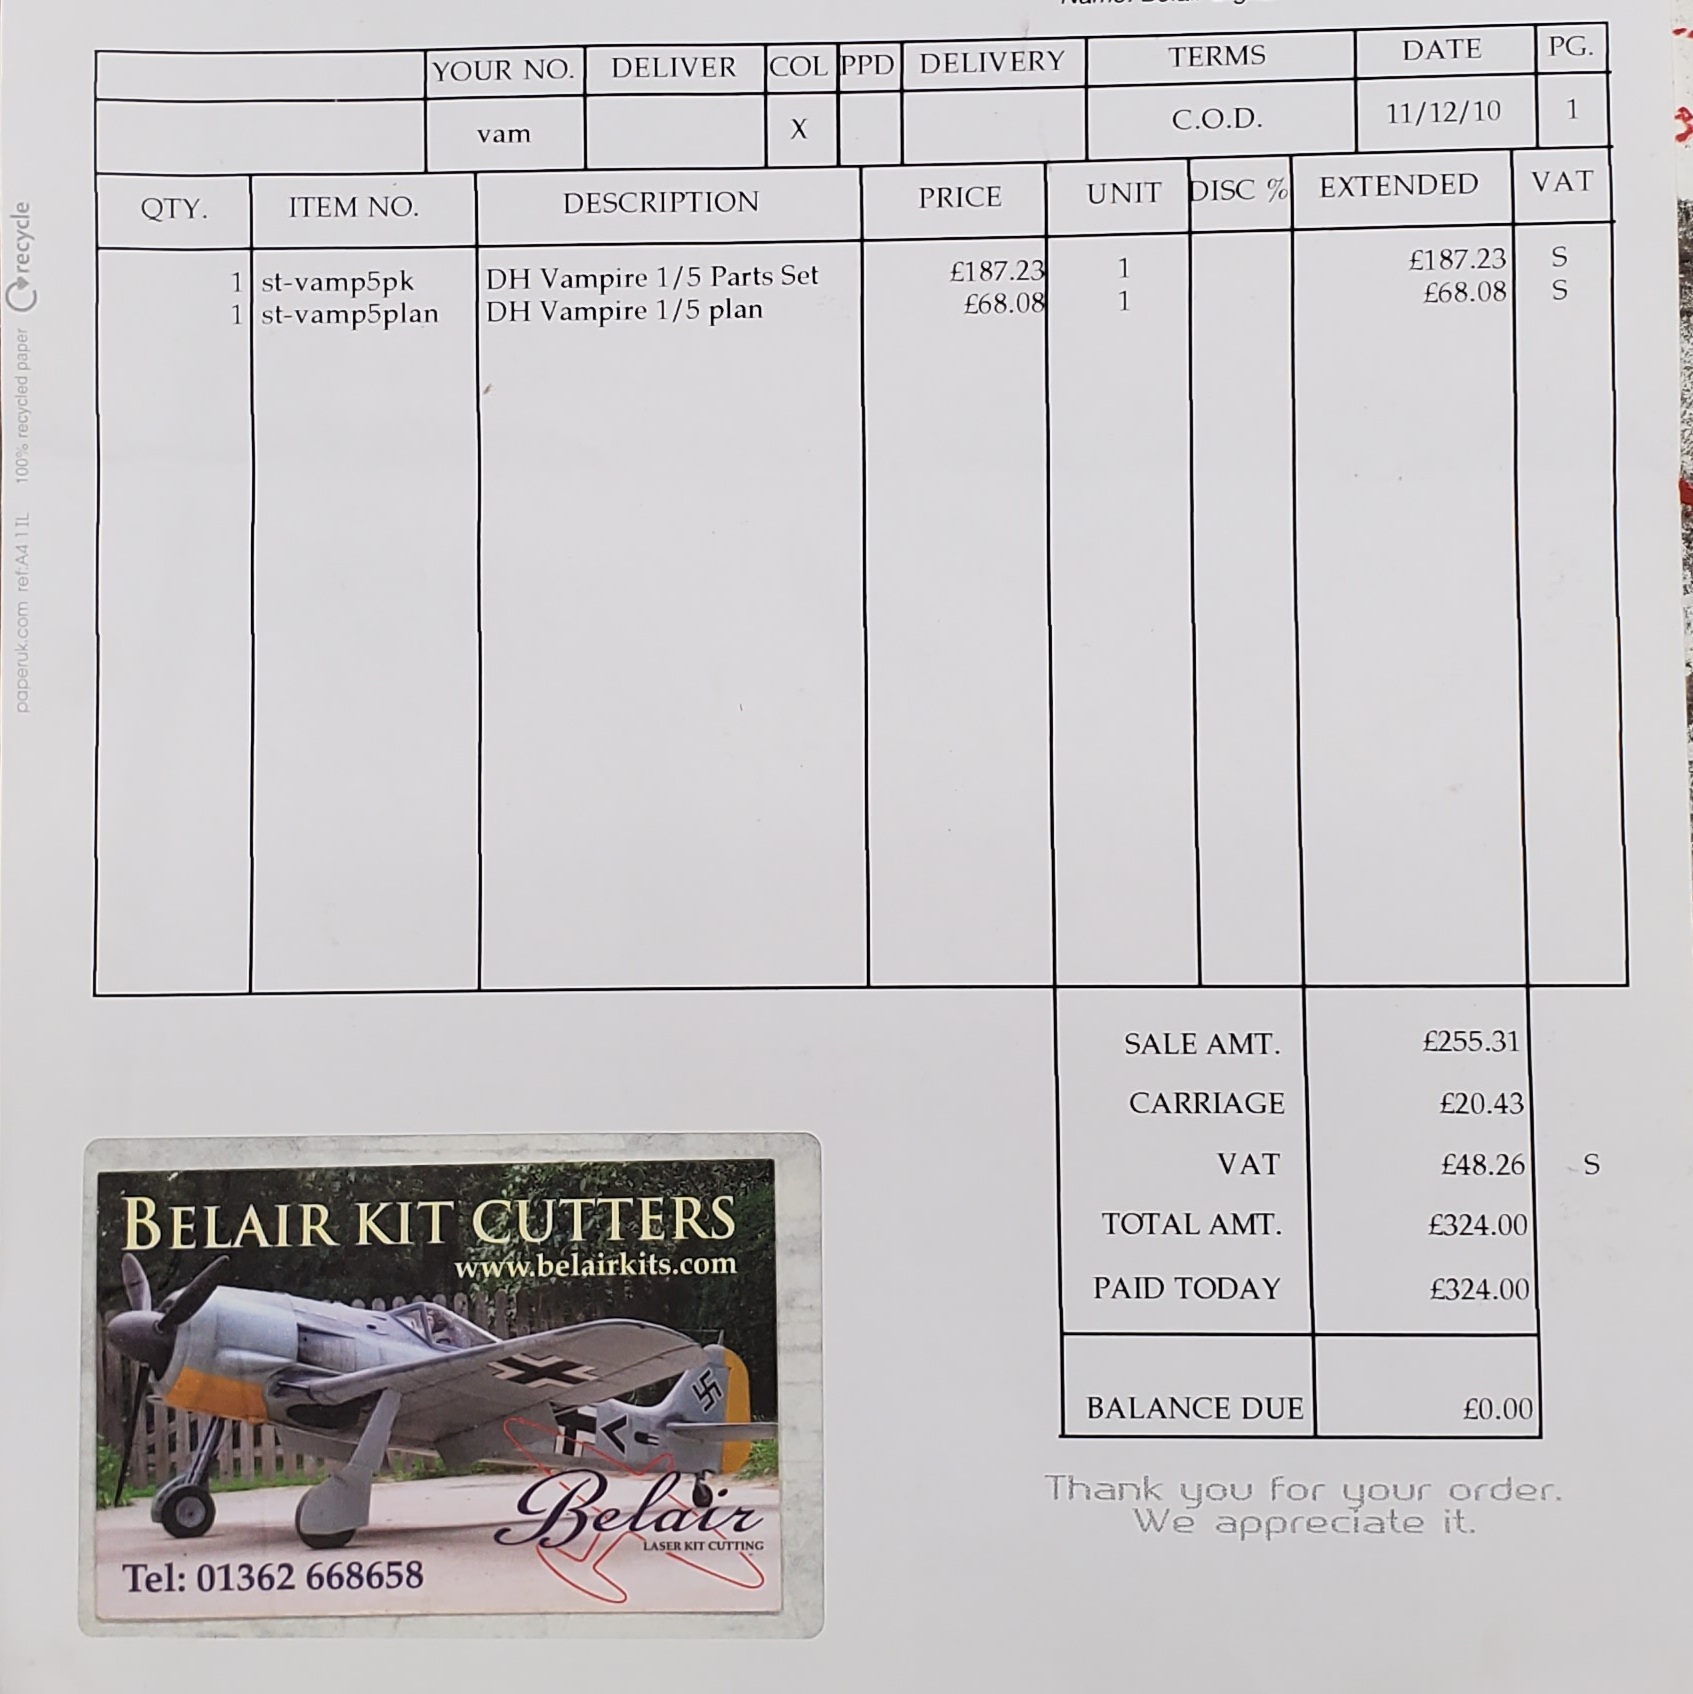 YOUR NO. DELIVER COL PPD DELIVERY TERMS DATE PG.
vam X C.O.D. 11/12/10 1
QTY. ITEM NO. DESCRIPTION PRICE UNIT DISC % EXTENDED VAT
1 st-vamp5pk DH Vampire 1/5 Parts Set £187.23 1 £187.23 S
1 st-vamp5plan DH Vampire 1/5 plan £68.08 1 £68.08 S
SALE AMT. £255.31
CARRIAGE £20.43
VAT £48.26 S
TOTAL AMT. £324.00
PAID TODAY £324.00
BALANCE DUE £0.00
Thank you for your order.
We appreciate it.
BELAIR KIT CUTTERS
www.belairkits.com
Belair
LASER KIT CUTTING
Tel: 01362 668658
recycle
paperuk.com ref:A4 11L 100% recycled paper